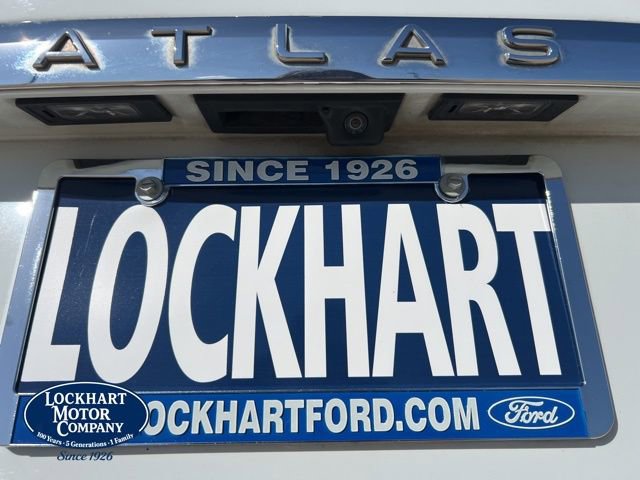 ATLAS
SINCE 1926
LOCKHART
LOCKHARTFORD.COM
Ford
LOCKHART
MOTOR
COMPANY
100 Years · 5 Generations · 1 Family
Since 1926